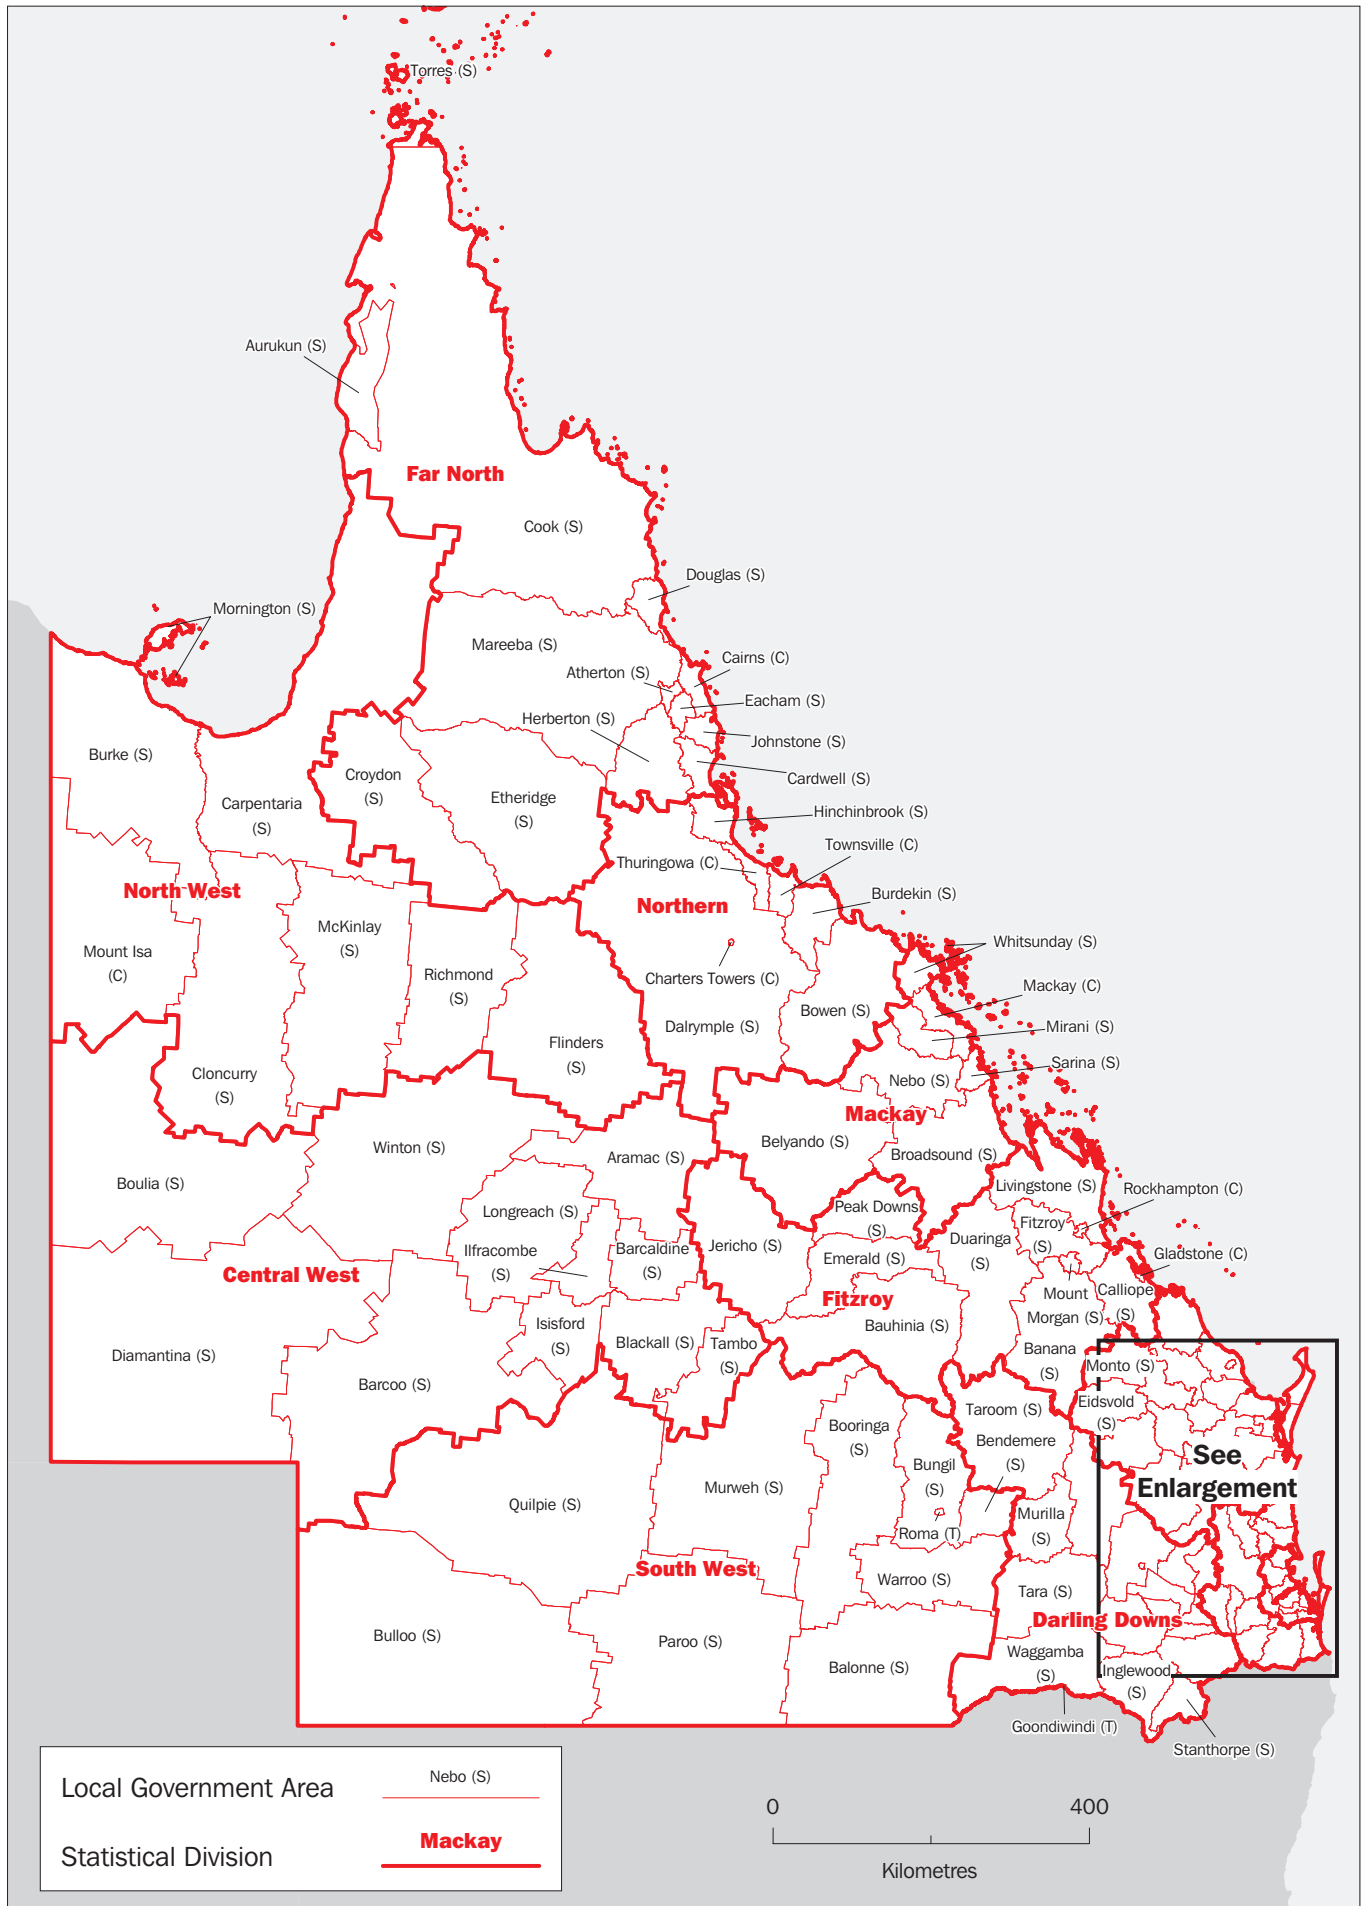 Torres (S)
Aurukun (S)
Far North
Cook (S)
Douglas (S)
Mornington (S)
Mareeba (S)
Cairns (C)
Atherton (S)
Eacham (S)
Herberton (S)
Johnstone (S)
Burke (S)
Croydon
(S)
Cardwell (S)
Carpentaria
(S)
Etheridge
(S)
Hinchinbrook (S)
Townsville (C)
Thuringowa (C)
North West
Burdekin (S)
Northern
McKinlay
(S)
Whitsunday (S)
Mount Isa
(C)
Richmond
(S)
Charters Towers (C)
Mackay (C)
Bowen (S)
Dalrymple (S)
Mirani (S)
Flinders
(S)
Sarina (S)
Cloncurry
(S)
Nebo (S)
Mackay
Winton (S)
Belyando (S)
Aramac (S)
Broadsound (S)
Boulia (S)
Livingstone (S)
Rockhampton (C)
Longreach (S)
Peak Downs
(S)
Fitzroy
(S)
Duaringa
(S)
Ilfracombe
(S)
Barcaldine
(S)
Jericho (S)
Gladstone (C)
Emerald (S)
Central West
Mount
Morgan (S)
Calliope
(S)
Fitzroy
Isisford
(S)
Bauhinia (S)
Blackall (S)
Tambo
(S)
Diamantina (S)
Banana
(S)
Monto (S)
Barcoo (S)
Eidsvold
(S)
Taroom (S)
Booringa
(S)
Bendemere
(S)
See
Enlargement
Bungil
(S)
Murweh (S)
Quilpie (S)
Murilla
(S)
Roma (T)
South West
Warroo (S)
Tara (S)
Darling Downs
Bulloo (S)
Paroo (S)
Waggamba
(S)
Balonne (S)
Inglewood
(S)
Goondiwindi (T)
Stanthorpe (S)
Local Government Area
Nebo (S)
Statistical Division
Mackay
0 400
Kilometres